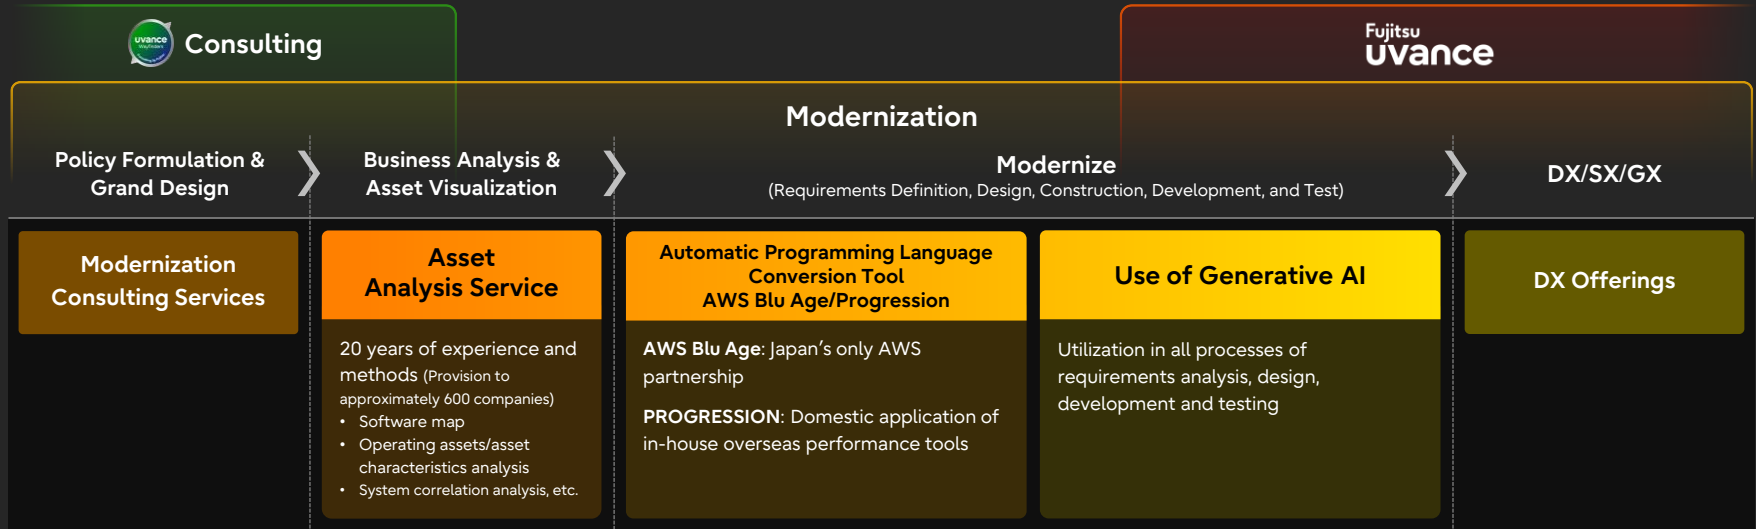 uvance
Consulting
Fujitsu
uvance
Modernization
Policy Formulation &
Grand Design
Business Analysis &
Asset Visualization
Modernize
(Requirements Definition, Design, Construction, Development, and Test)
DX/SX/GX
Modernization
Consulting Services
Asset
Analysis Service
20 years of experience and
methods (Provision to
approximately 600 companies)
• Software map
• Operating assets/asset
characteristics analysis
• System correlation analysis, etc.
Automatic Programming Language
Conversion Tool
AWS Blu Age/Progression
AWS Blu Age: Japan's only AWS
partnership
PROGRESSION: Domestic application of
in-house overseas performance tools
Use of Generative AI
Utilization in all processes of
requirements analysis, design,
development and testing
DX Offerings